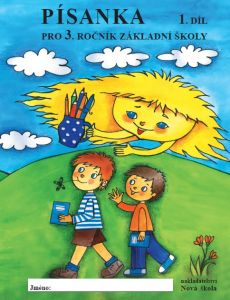 PÍSANKA 1. DÍL
PRO 3. ROČNÍK ZÁKLADNÍ ŠKOLY
nakladatelství
Nová škola
Jméno: